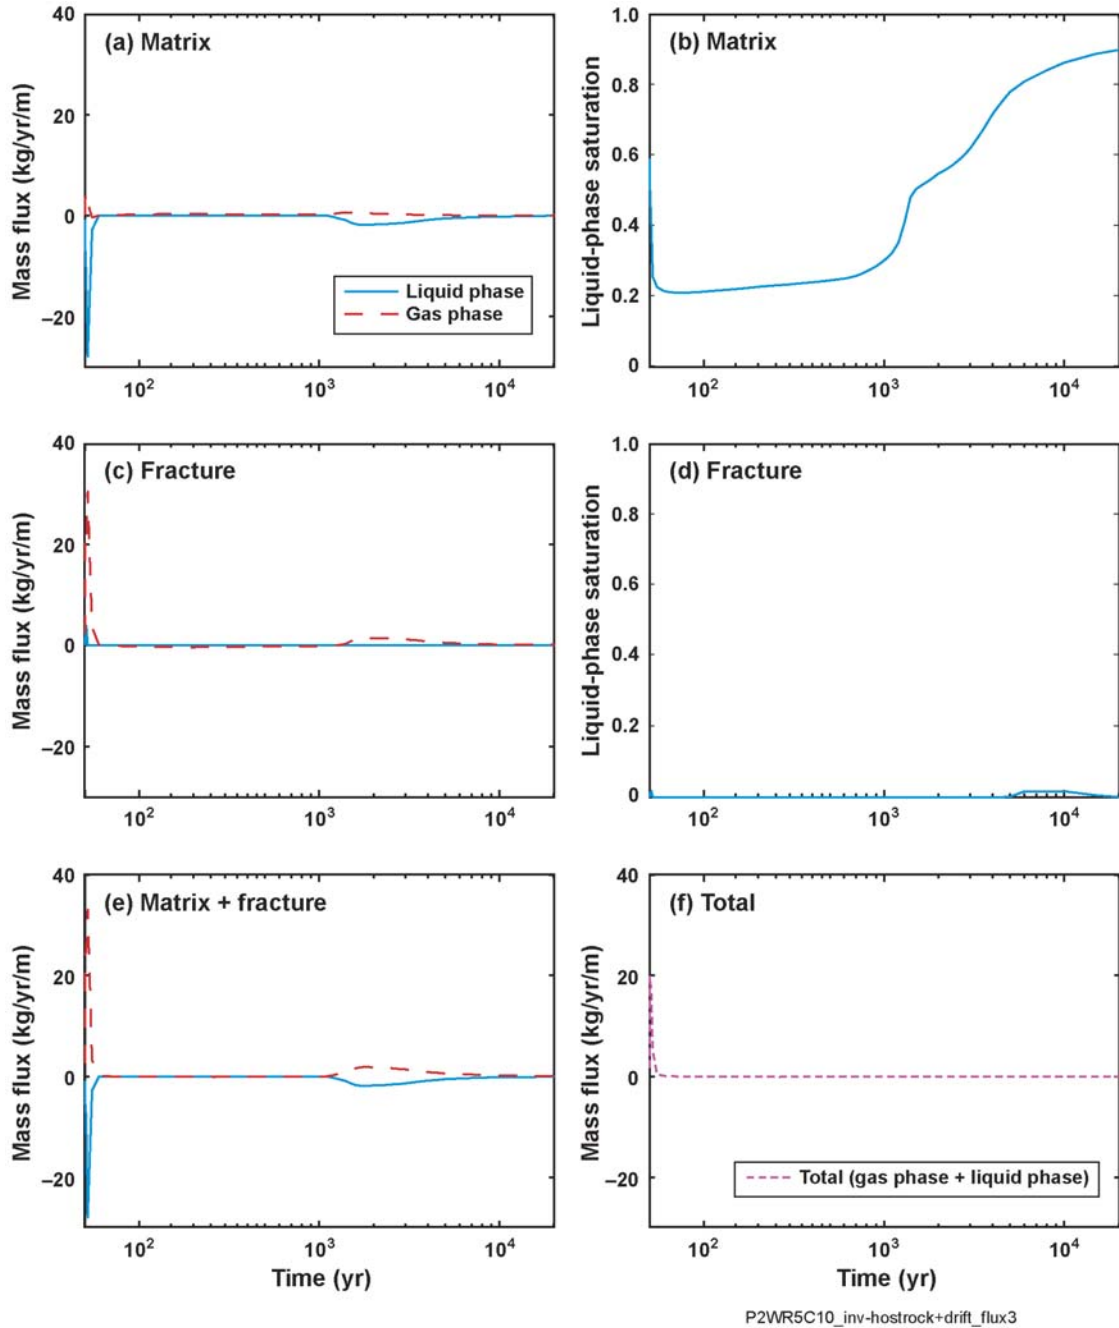 (a) Matrix
Mass flux (kg/yr/m)
40
20
0
–20
Liquid phase
Gas phase
10²
10³
10⁴
(b) Matrix
Liquid-phase saturation
1.0
0.8
0.6
0.4
0.2
0
10²
10³
10⁴
(c) Fracture
Mass flux (kg/yr/m)
40
20
0
–20
10²
10³
10⁴
(d) Fracture
Liquid-phase saturation
1.0
0.8
0.6
0.4
0.2
0
10²
10³
10⁴
(e) Matrix + fracture
Mass flux (kg/yr/m)
40
20
0
–20
10²
10³
10⁴
Time (yr)
(f) Total
Mass flux (kg/yr/m)
40
20
0
–20
Total (gas phase + liquid phase)
10²
10³
10⁴
Time (yr)
P2WR5C10_inv-hostrock+drift_flux3